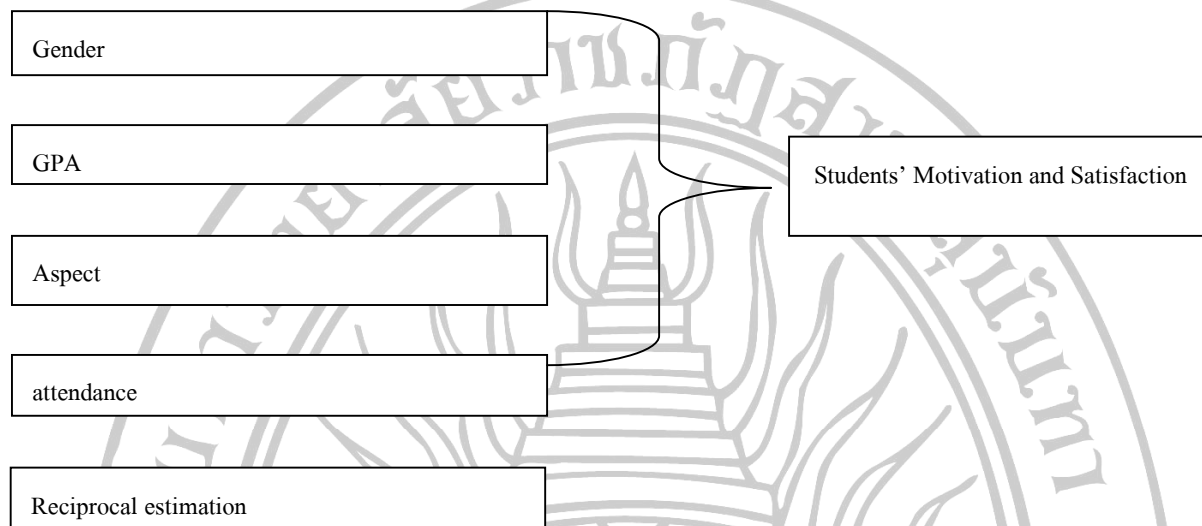 Gender
GPA
Students’ Motivation and Satisfaction
Aspect
attendance
Reciprocal estimation